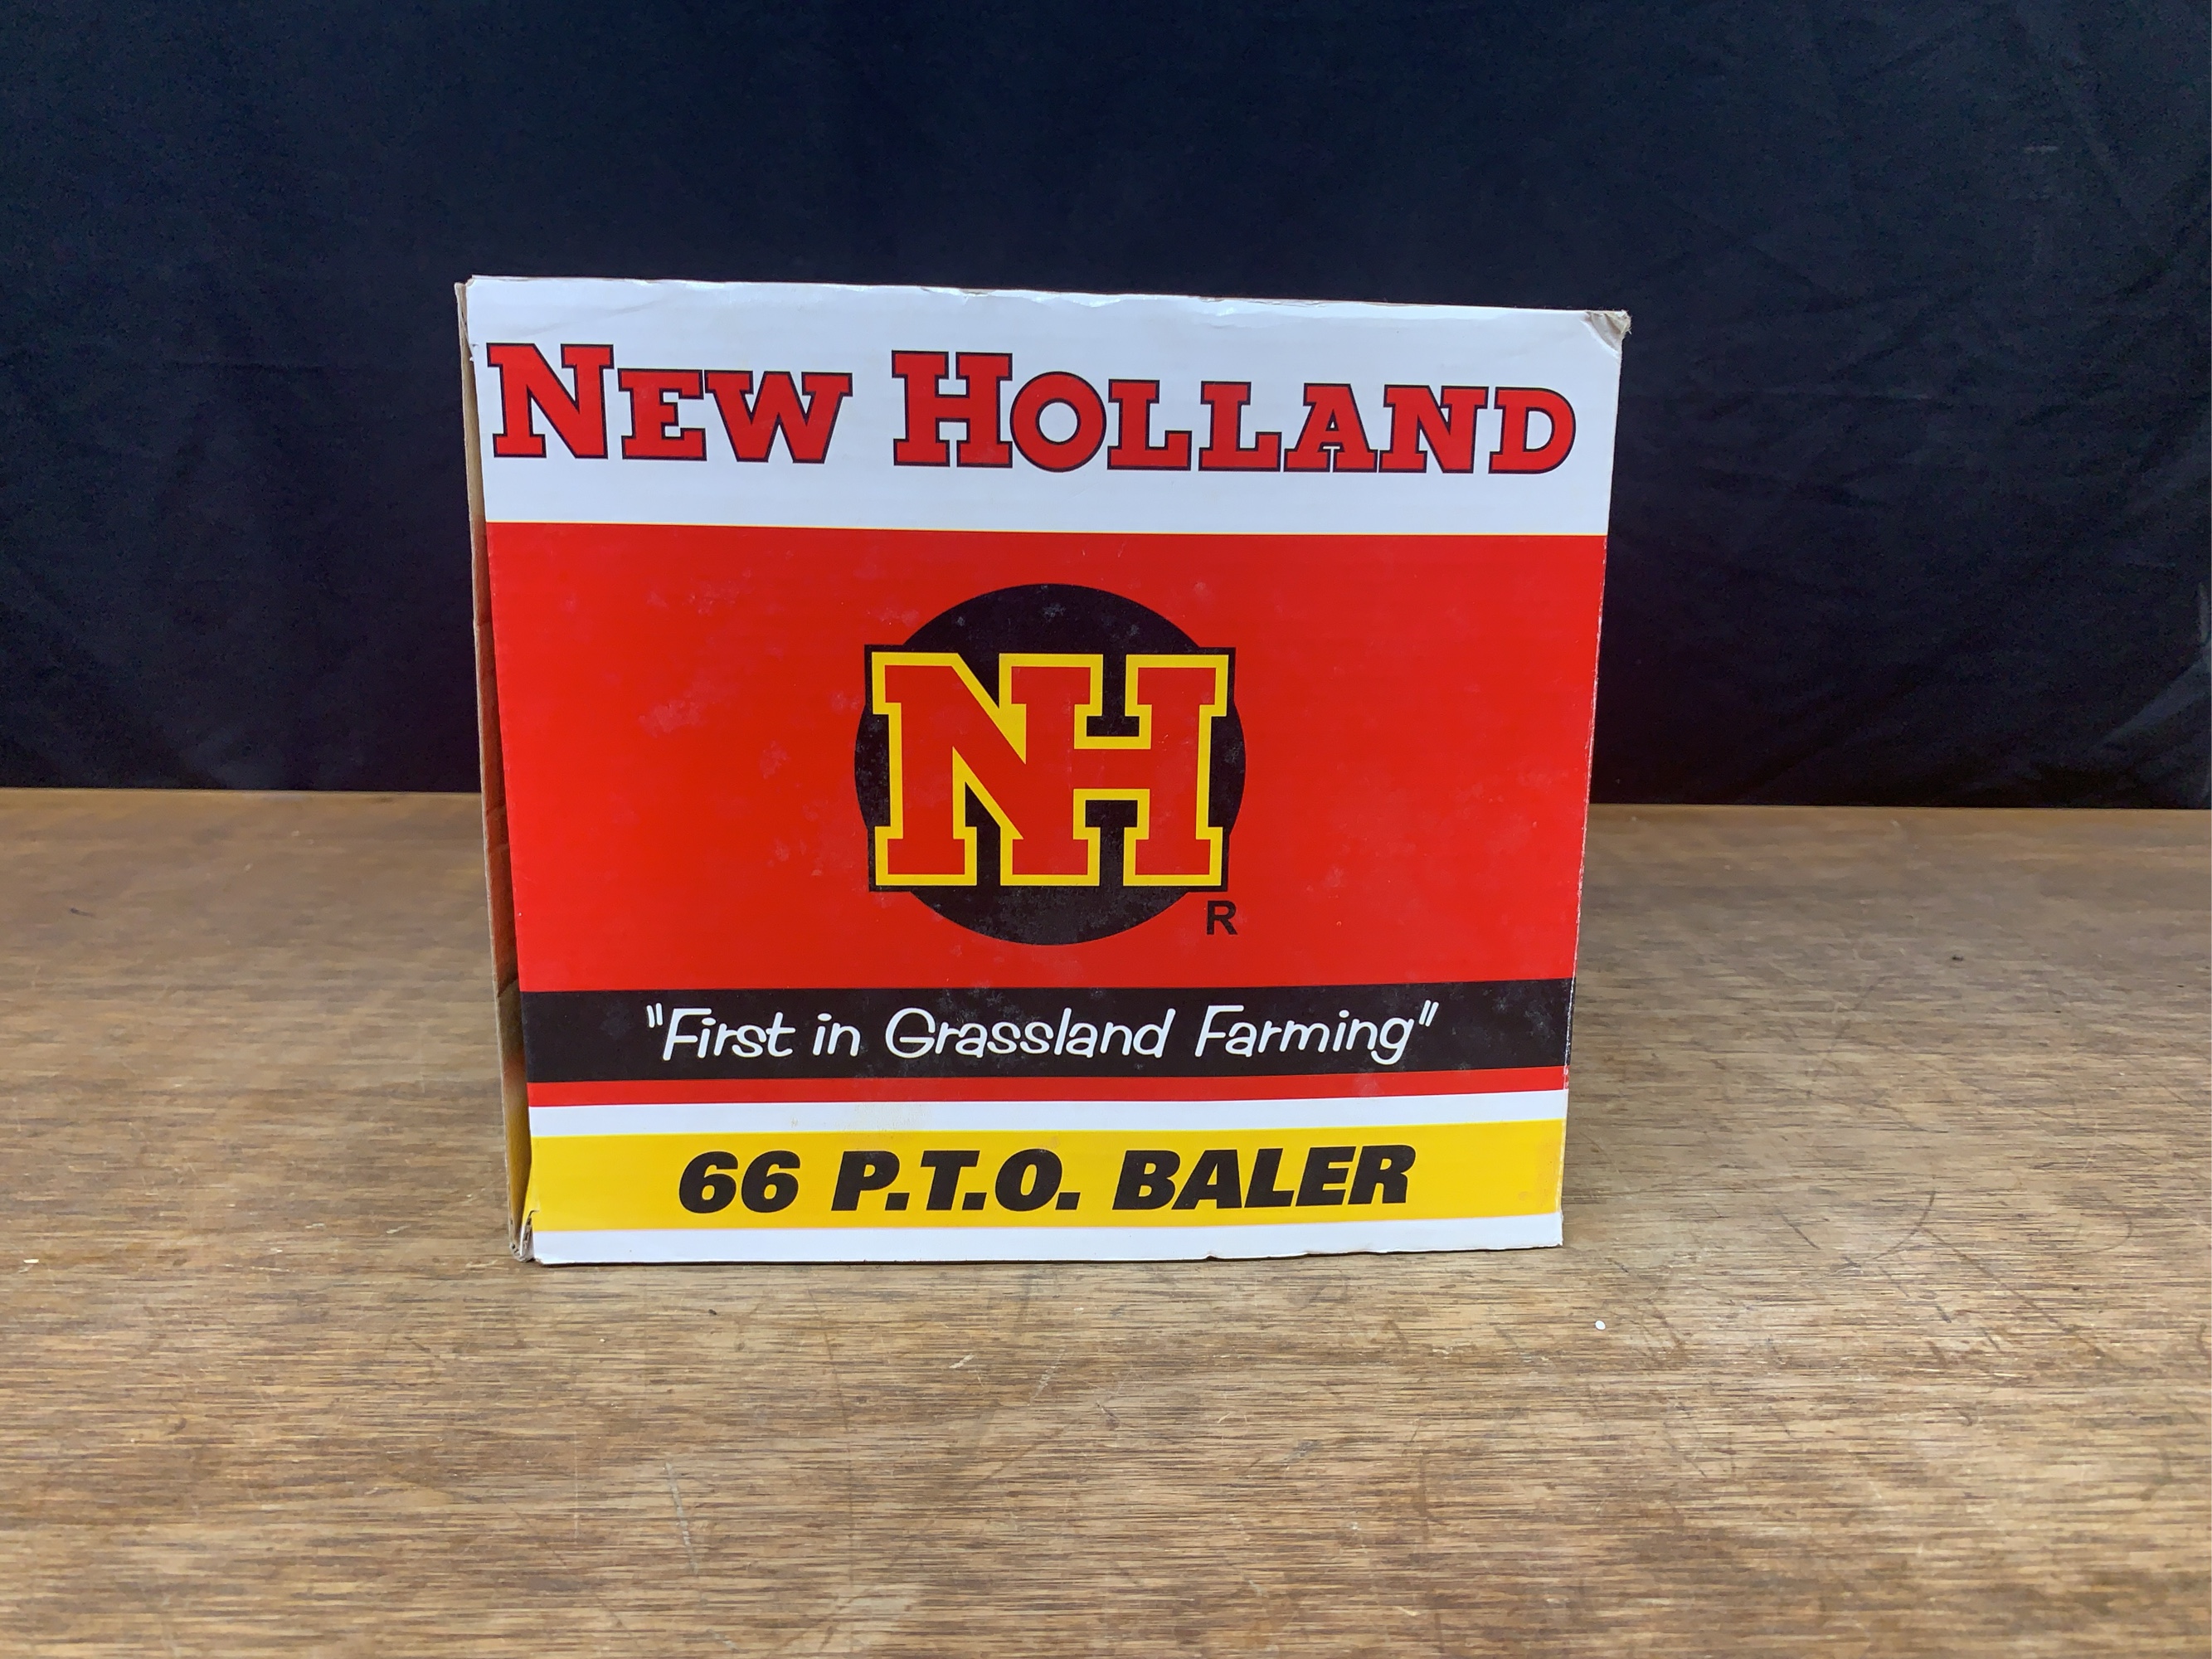 NEW HOLLAND
NH
R
"First in Grassland Farming"
66 P.T.O. BALER